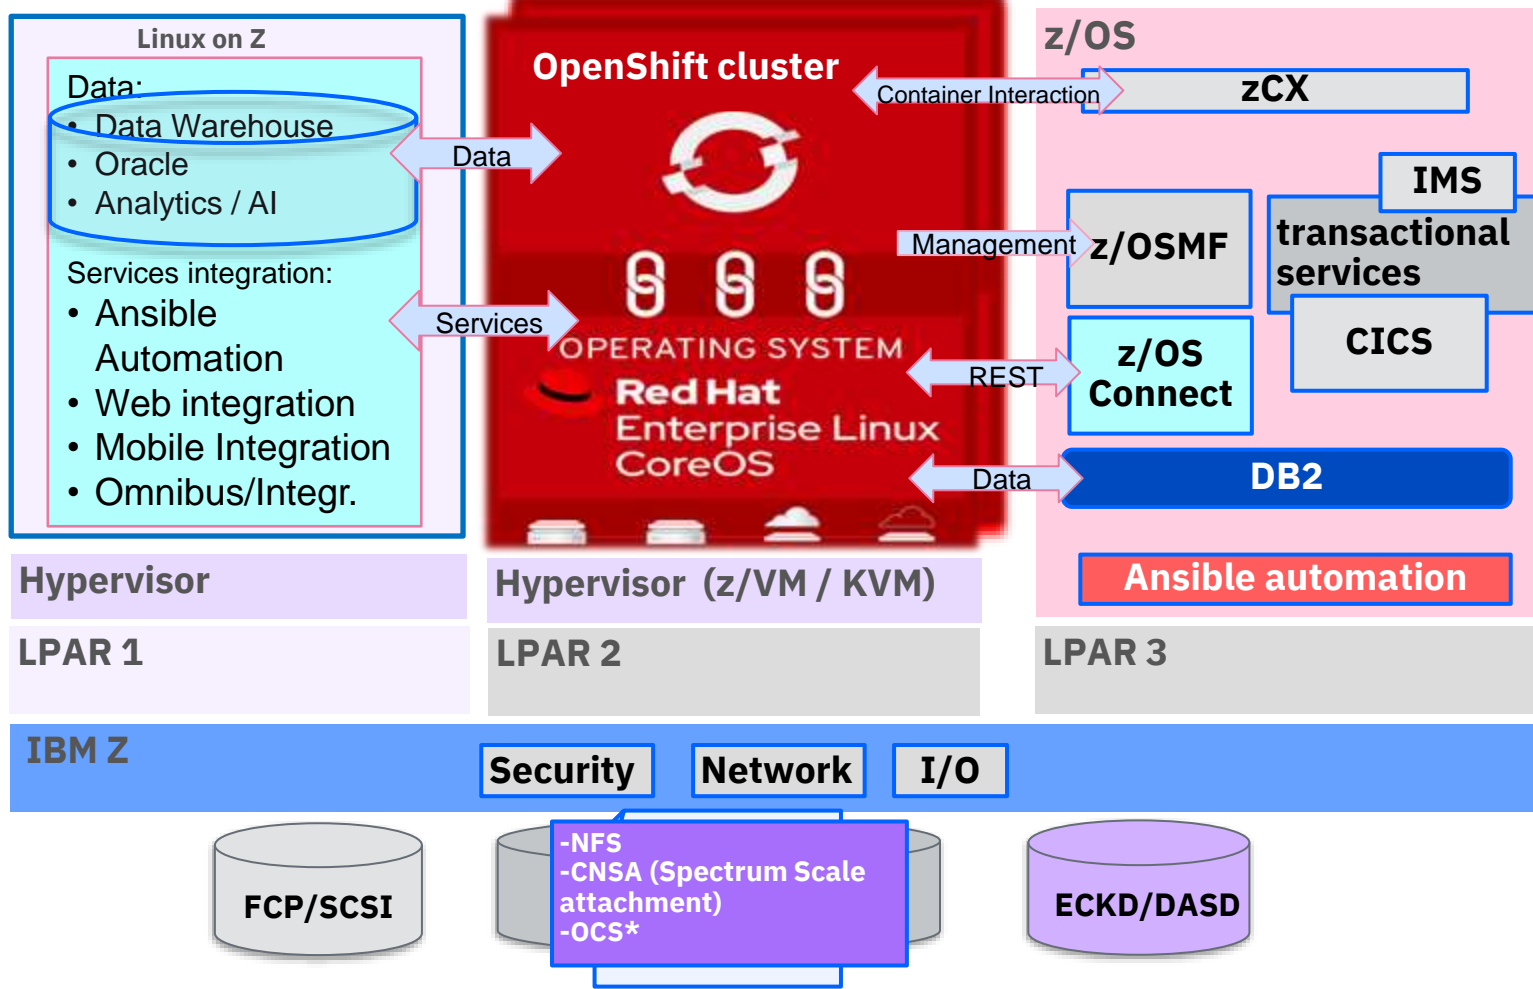 Linux on Z
Data:
• Data Warehouse
• Oracle
• Analytics / AI
Services integration:
• Ansible
Automation
• Web integration
• Mobile Integration
• Omnibus/Integr.
Data
Services
OpenShift cluster
OPERATING SYSTEM
Red Hat
Enterprise Linux
CoreOS
Container Interaction
Management
REST
Data
z/OS
zCX
IMS
transactional
services
z/OSMF
CICS
z/OS
Connect
DB2
Ansible automation
Hypervisor
Hypervisor (z/VM / KVM)
LPAR 1
LPAR 2
LPAR 3
IBM Z
Security
Network
I/O
FCP/SCSI
-NFS
-CNSA (Spectrum Scale
attachment)
-OCS*
ECKD/DASD